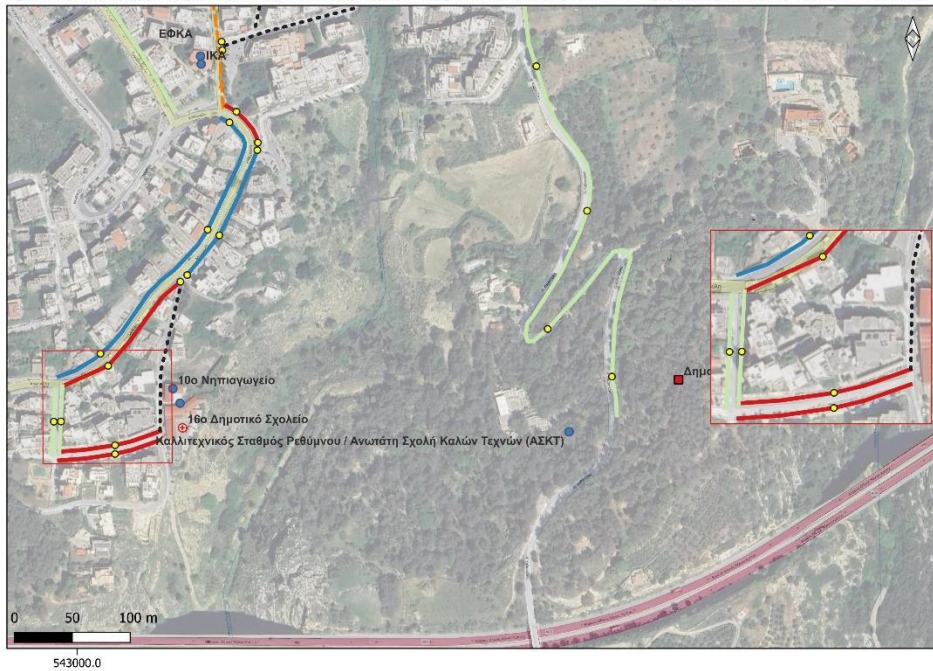 ΕΦΚΑ
ΙΚΑ
10ο Νηπιαγωγείο
Δημο
16ο Δημοτικό Σχολείο
Καλλιτεχνικός Σταθμός Ρεθύμνου / Ανωτάτη Σχολή Καλών Τεχνών (ΑΣΚΤ)
0 50 100 m
543000.0